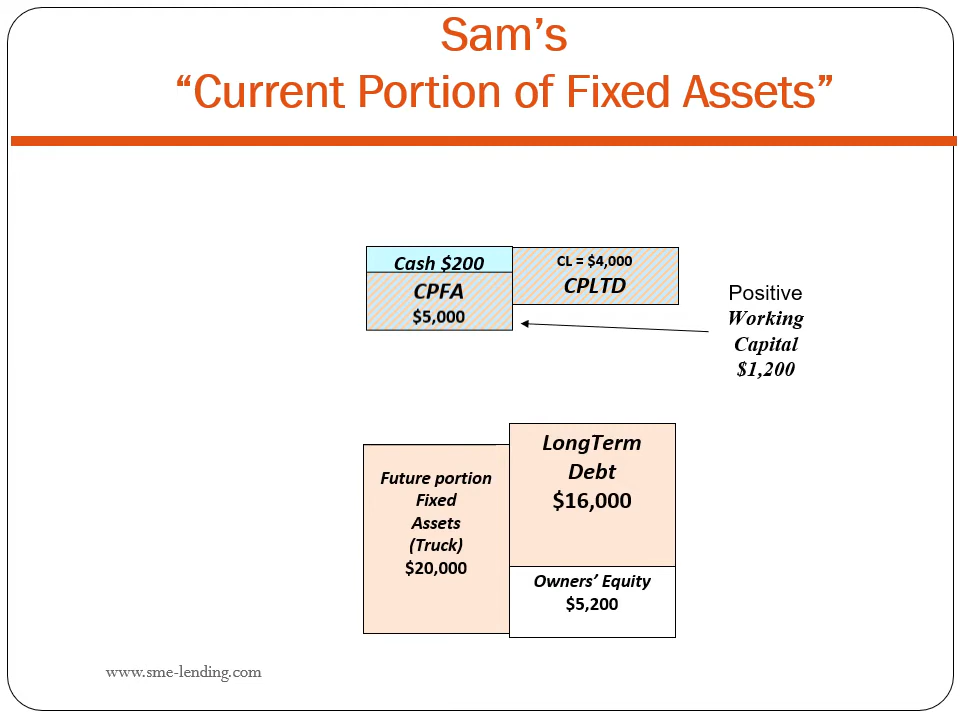 Sam’s
“Current Portion of Fixed Assets”
Cash $200
CPFA
$5,000
CL = $4,000
CPLTD
Positive
Working
Capital
$1,200
Future portion
Fixed
Assets
(Truck)
$20,000
LongTerm
Debt
$16,000
Owners’ Equity
$5,200
www.sme-lending.com